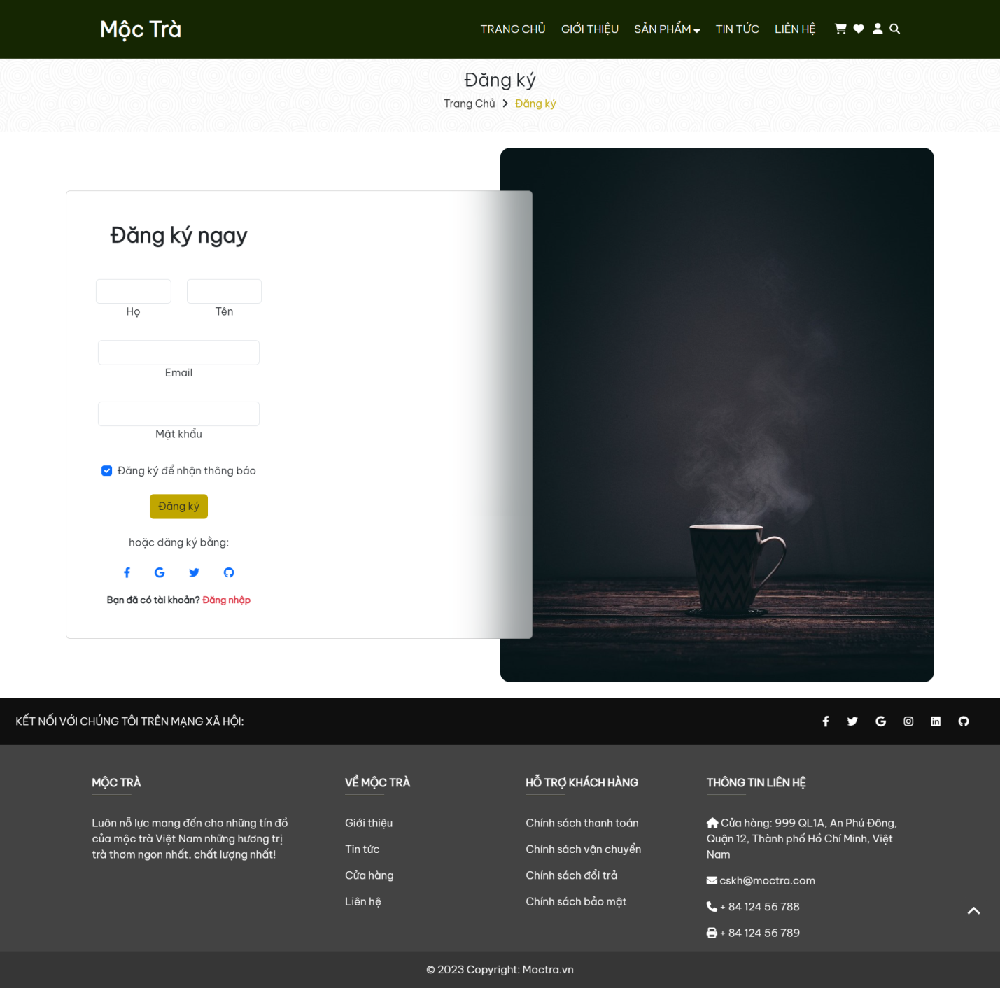 Mộc Trà
TRANG CHỦ GIỚI THIỆU SẢN PHẨM TIN TỨC LIÊN HỆ
Đăng ký
Trang Chủ Đăng ký
Đăng ký ngay
Họ Tên
Email
Mật khẩu
Đăng ký để nhận thông báo
Đăng ký
hoặc đăng ký bằng:
Bạn đã có tài khoản? Đăng nhập
KẾT NỐI VỚI CHÚNG TÔI TRÊN MẠNG XÃ HỘI:
MỘC TRÀ
Luôn nỗ lực mang đến cho những tín đồ
của mộc trà Việt Nam những hương trị
trà thơm ngon nhất, chất lượng nhất!
VỀ MỘC TRÀ
Giới thiệu
Tin tức
Cửa hàng
Liên hệ
HỖ TRỢ KHÁCH HÀNG
Chính sách thanh toán
Chính sách vận chuyển
Chính sách đổi trả
Chính sách bảo mật
THÔNG TIN LIÊN HỆ
Cửa hàng: 999 QL1A, An Phú Đông,
Quận 12, Thành phố Hồ Chí Minh, Việt
Nam
cskh@moctra.com
+ 84 124 56 788
+ 84 124 56 789
© 2023 Copyright: Moctra.vn